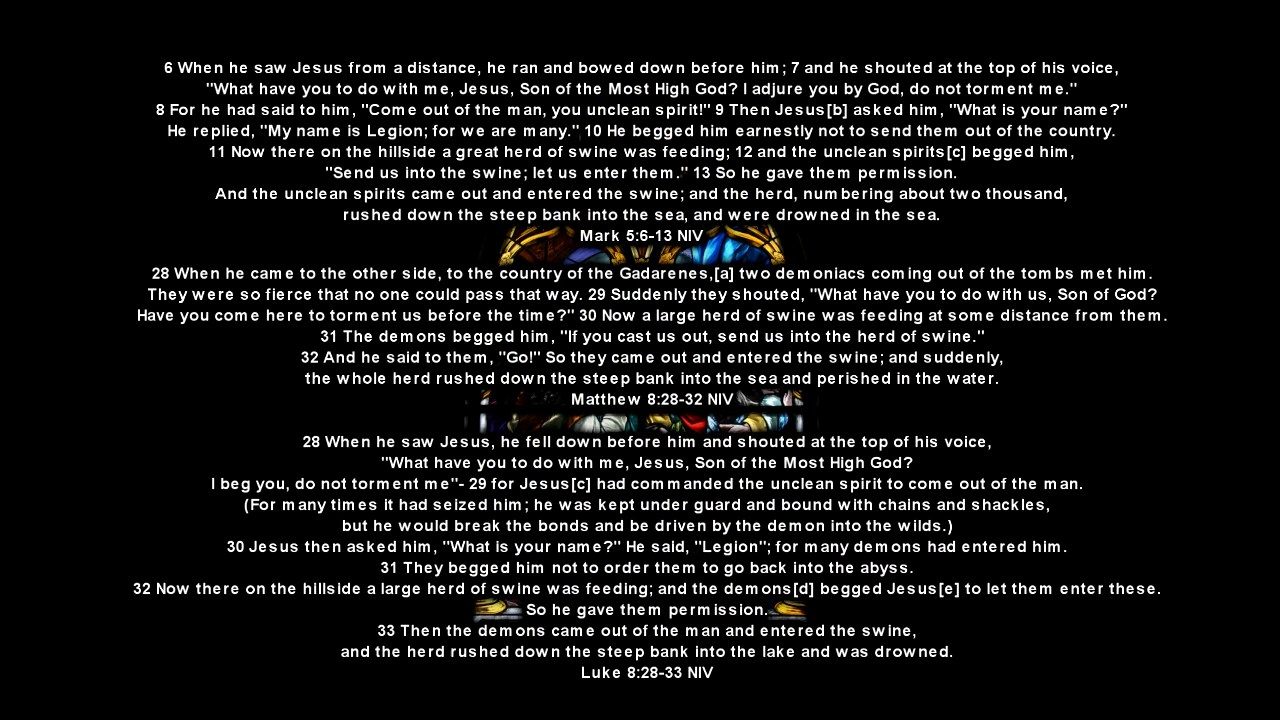 6 When he saw Jesus from a distance, he ran and bowed down before him; 7 and he shouted at the top of his voice,
"What have you to do with me, Jesus, Son of the Most High God? I adjure you by God, do not torment me."
8 For he had said to him, "Come out of the man, you unclean spirit!" 9 Then Jesus[b] asked him, "What is your name?"
He replied, "My name is Legion; for we are many." 10 He begged him earnestly not to send them out of the country.
11 Now there on the hillside a great herd of swine was feeding; 12 and the unclean spirits[c] begged him,
"Send us into the swine; let us enter them." 13 So he gave them permission.
And the unclean spirits came out and entered the swine; and the herd, numbering about two thousand,
rushed down the steep bank into the sea, and were drowned in the sea.
Mark 5:6-13 NIV
28 When he came to the other side, to the country of the Gadarenes,[a] two demoniacs coming out of the tombs met him.
They were so fierce that no one could pass that way. 29 Suddenly they shouted, "What have you to do with us, Son of God?
Have you come here to torment us before the time?" 30 Now a large herd of swine was feeding at some distance from them.
31 The demons begged him, "If you cast us out, send us into the herd of swine."
32 And he said to them, "Go!" So they came out and entered the swine; and suddenly,
the whole herd rushed down the steep bank into the sea and perished in the water.
Matthew 8:28-32 NIV
28 When he saw Jesus, he fell down before him and shouted at the top of his voice,
"What have you to do with me, Jesus, Son of the Most High God?
I beg you, do not torment me"- 29 for Jesus[c] had commanded the unclean spirit to come out of the man.
(For many times it had seized him; he was kept under guard and bound with chains and shackles,
but he would break the bonds and be driven by the demon into the wilds.)
30 Jesus then asked him, "What is your name?" He said, "Legion"; for many demons had entered him.
31 They begged him not to order them to go back into the abyss.
32 Now there on the hillside a large herd of swine was feeding; and the demons[d] begged Jesus[e] to let them enter these.
So he gave them permission.
33 Then the demons came out of the man and entered the swine,
and the herd rushed down the steep bank into the lake and was drowned.
Luke 8:28-33 NIV